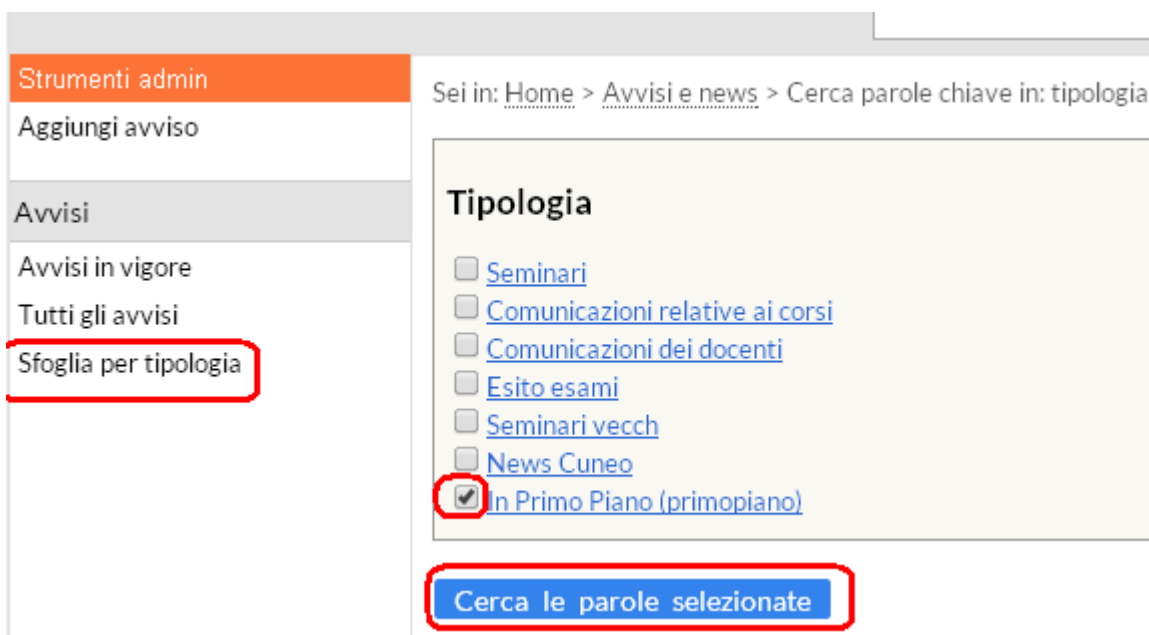 Strumenti admin
Aggiungi avviso
Avvisi
Avvisi in vigore
Tutti gli avvisi
Sfoglia per tipologia
Sei in: Home > Avvisi e news > Cerca parole chiave in: tipologia
Tipologia
Seminari
Comunicazioni relative ai corsi
Comunicazioni dei docenti
Esito esami
Seminari vecch
News Cuneo
In Primo Piano (primopiano)
Cerca le parole selezionate